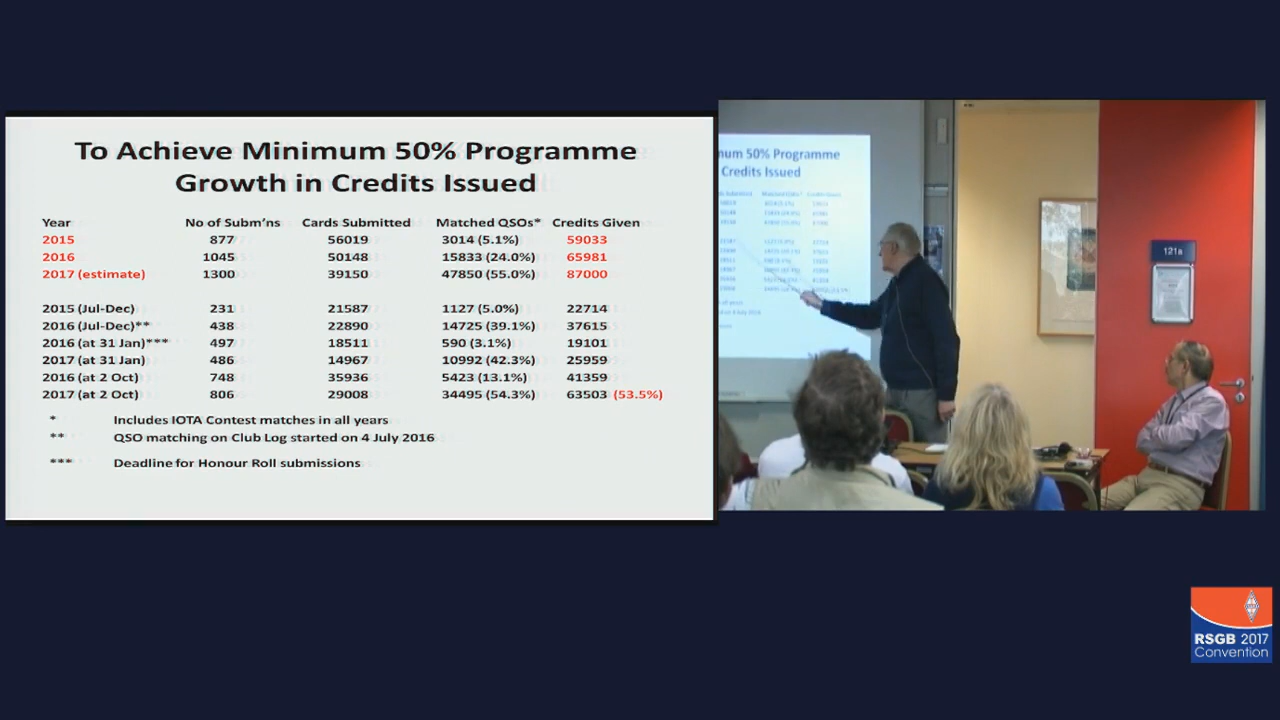 To Achieve Minimum 50% Programme
Growth in Credits Issued
Year No of Subm'ns Cards Submitted Matched QSOs* Credits Given
2015 877 56019 3014 (5.1%) 59033
2016 1045 50148 15833 (24.0%) 65981
2017 (estimate) 1300 39150 47850 (55.0%) 87000
2015 (Jul-Dec) 231 21587 1127 (5.0%) 22714
2016 (Jul-Dec)** 438 22890 14725 (39.1%) 37615
2016 (at 31 Jan)*** 497 18511 590 (3.1%) 19101
2017 (at 31 Jan) 486 14967 10992 (42.3%) 25959
2016 (at 2 Oct) 748 35936 5423 (13.1%) 41359
2017 (at 2 Oct) 806 29008 34495 (54.3%) 63503 (53.5%)
* Includes IOTA Contest matches in all years
** QSO matching on Club Log started on 4 July 2016
*** Deadline for Honour Roll submissions
num 50% Programme
Credits Issued
121a
RSGB 2017
Convention